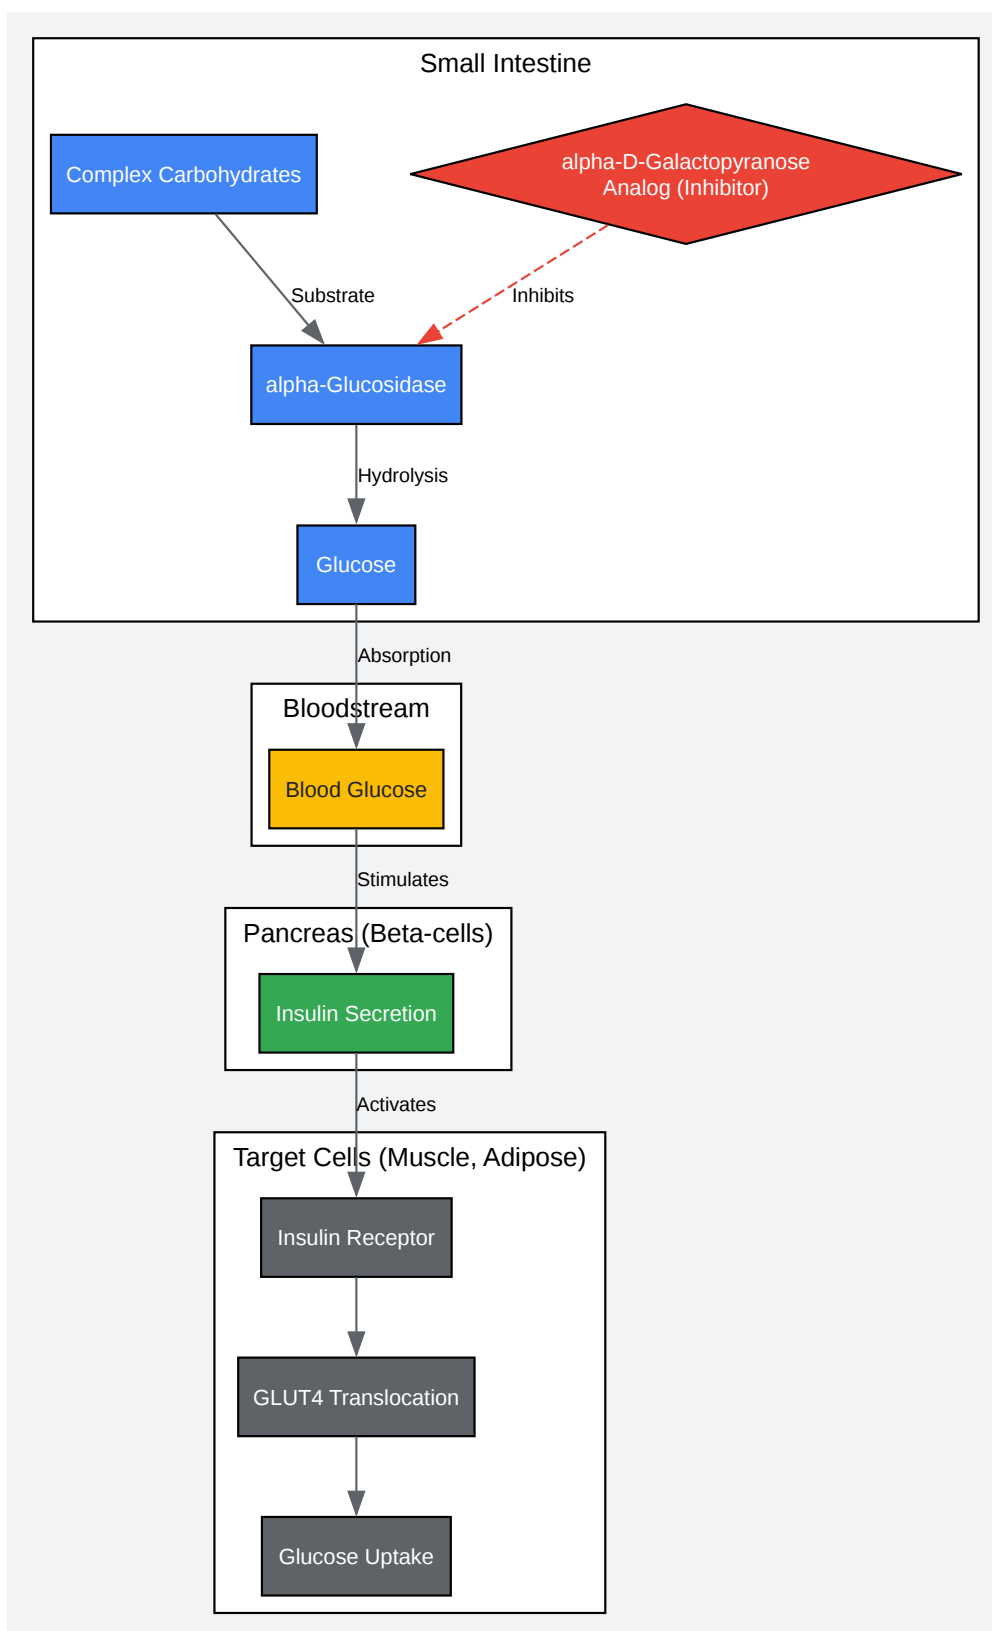 Small Intestine
Complex Carbohydrates
alpha-D-Galactopyranose
Analog (Inhibitor)
Substrate
Inhibits
alpha-Glucosidase
Hydrolysis
Glucose
Absorption
Bloodstream
Blood Glucose
Stimulates
Pancreas (Beta-cells)
Insulin Secretion
Activates
Target Cells (Muscle, Adipose)
Insulin Receptor
GLUT4 Translocation
Glucose Uptake